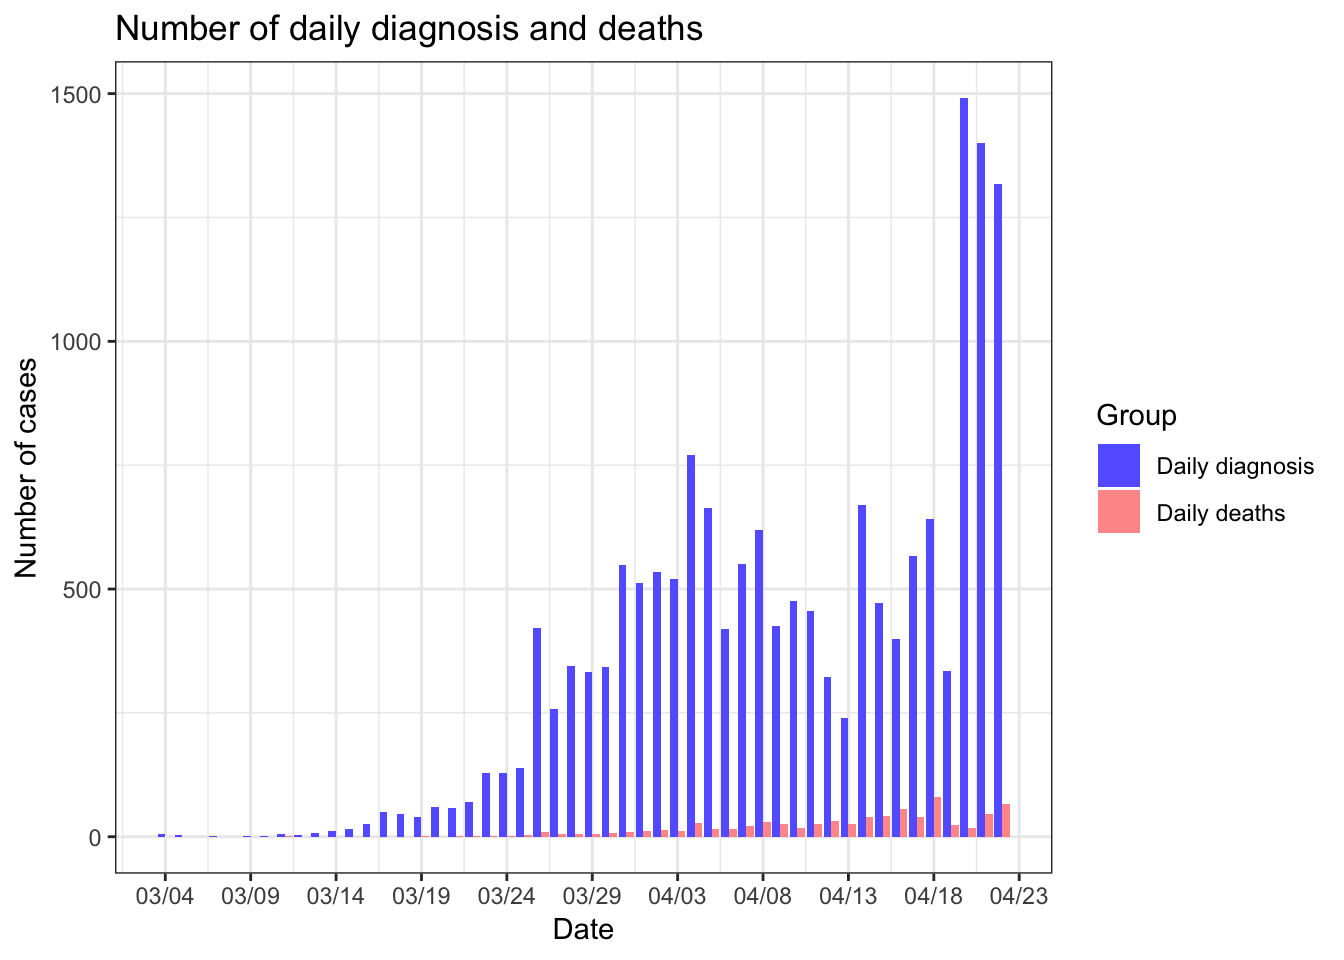 Number of daily diagnosis and deaths
1500
1000
500
0
Number of cases
03/04 03/09 03/14 03/19 03/24 03/29 04/03 04/08 04/13 04/18 04/23
Date
Group
Daily diagnosis
Daily deaths